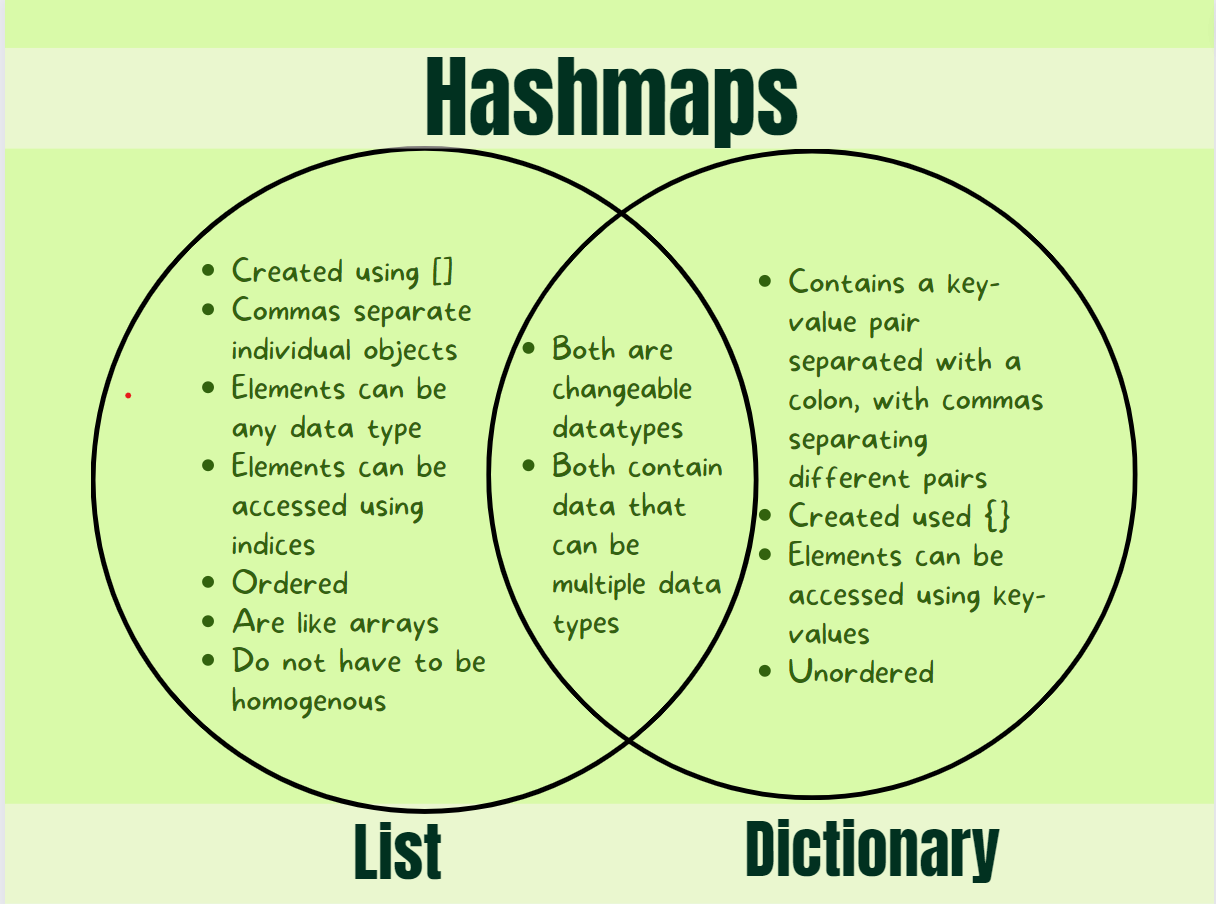 Hashmaps
Created using []
Commas separate
individual objects
Elements can be
any data type
Elements can be
accessed using
indices
Ordered
Are like arrays
Do not have to be
homogenous
Both are
changeable
datatypes
Both contain
data that
can be
multiple data
types
Contains a key-
value pair
separated with a
colon, with commas
separating
different pairs
Created used {}
Elements can be
accessed using key-
values
Unordered
List
Dictionary